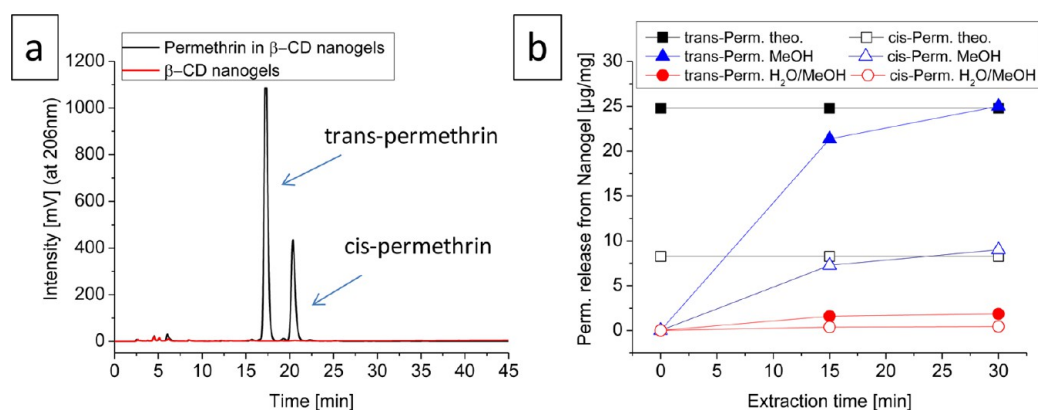 a
Permethrin in β–CD nanogels
β–CD nanogels
1000
800
600
400
200
0
Intensity [mV] (at 206nm)
trans-permethrin
cis-permethrin
0 5 10 15 20 25 30 35 40 45
Time [min]
b
trans-Perm. theo. cis-Perm. theo.
trans-Perm. MeOH cis-Perm. MeOH
trans-Perm. H₂O/MeOH cis-Perm. H₂O/MeOH
30
25
20
15
10
5
0
Perm. release from Nanogel [µg/mg]
0 5 10 15 20 25 30
Extraction time [min]